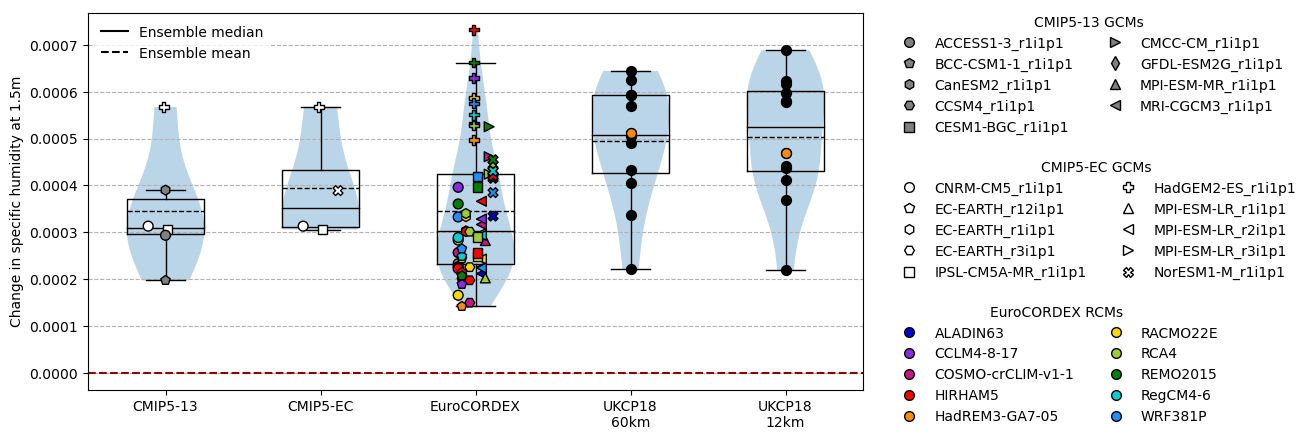 Change in specific humidity at 1.5m
0.0007
0.0006
0.0005
0.0004
0.0003
0.0002
0.0001
0.0000
Ensemble median
Ensemble mean
CMIP5-13
CMIP5-EC
EuroCORDEX
UKCP18
60km
UKCP18
12km
CMIP5-13 GCMs
ACCESS1-3_r1i1p1
BCC-CSM1-1_r1i1p1
CanESM2_r1i1p1
CCSM4_r1i1p1
CESM1-BGC_r1i1p1
CMCC-CM_r1i1p1
GFDL-ESM2G_r1i1p1
MPI-ESM-MR_r1i1p1
MRI-CGCM3_r1i1p1
CMIP5-EC GCMs
CNRM-CM5_r1i1p1
EC-EARTH_r12i1p1
EC-EARTH_r1i1p1
EC-EARTH_r3i1p1
IPSL-CM5A-MR_r1i1p1
HadGEM2-ES_r1i1p1
MPI-ESM-LR_r1i1p1
MPI-ESM-LR_r2i1p1
MPI-ESM-LR_r3i1p1
NorESM1-M_r1i1p1
EuroCORDEX RCMs
ALADIN63
CCLM4-8-17
COSMO-crCLIM-v1-1
HIRHAM5
HadREM3-GA7-05
RACMO22E
RCA4
REMO2015
RegCM4-6
WRF381P